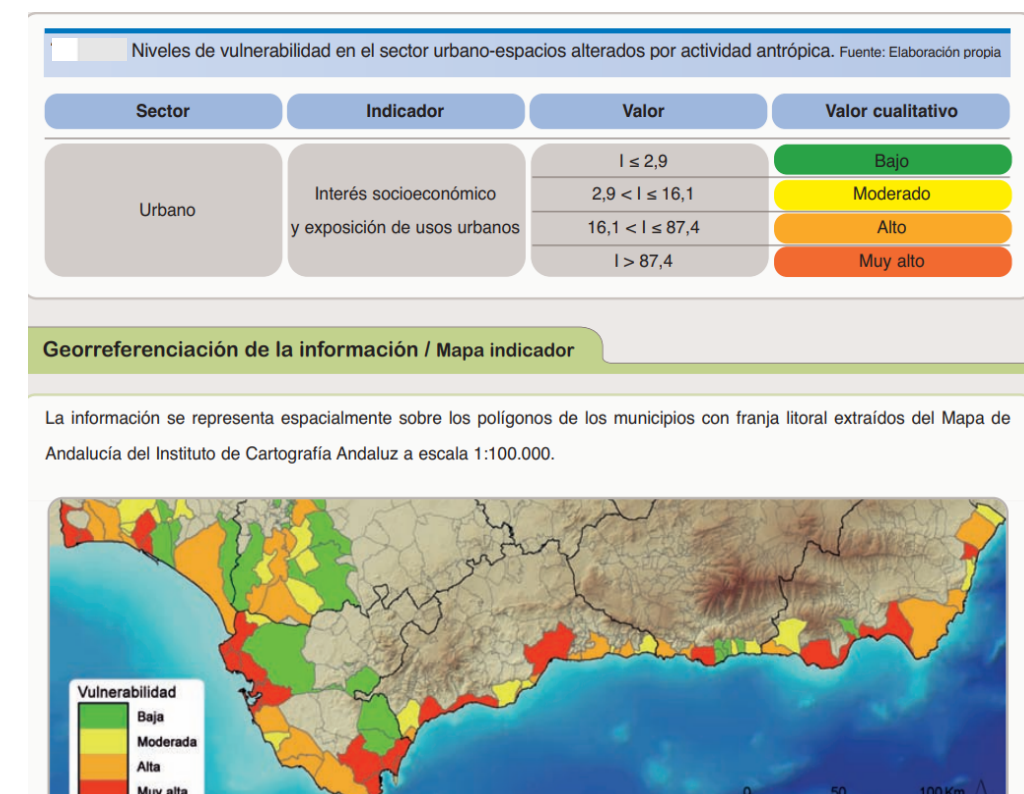 Niveles de vulnerabilidad en el sector urbano-espacios alterados por actividad antrópica. Fuente: Elaboración propia
Sector Indicador Valor Valor cualitativo
Urbano
Interés socioeconómico
y exposición de usos urbanos
I ≤ 2,9 Bajo
2,9 < I ≤ 16,1 Moderado
16,1 < I ≤ 87,4 Alto
I > 87,4 Muy alto
Georreferenciación de la información / Mapa indicador
La información se representa espacialmente sobre los polígonos de los municipios con franja litoral extraídos del Mapa de
Andalucía del Instituto de Cartografía Andaluz a escala 1:100.000.
Vulnerabilidad
Baja
Moderada
Alta
Muy alta
0 50 100 Km